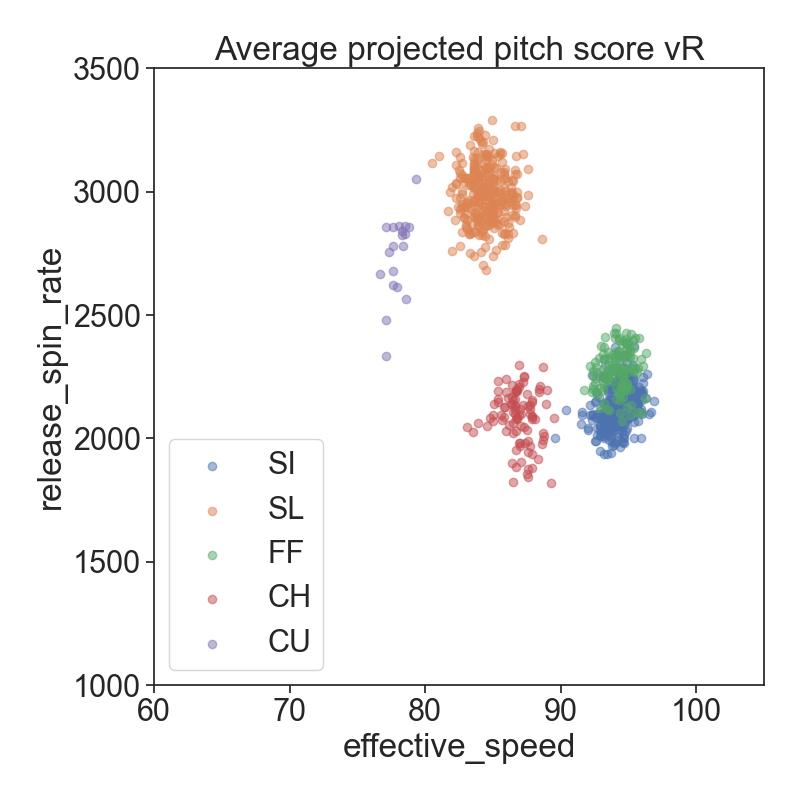 Average projected pitch score vR
3500
3000
2500
2000
1500
1000
release_spin_rate
SI
SL
FF
CH
CU
60
70
80
90
100
effective_speed